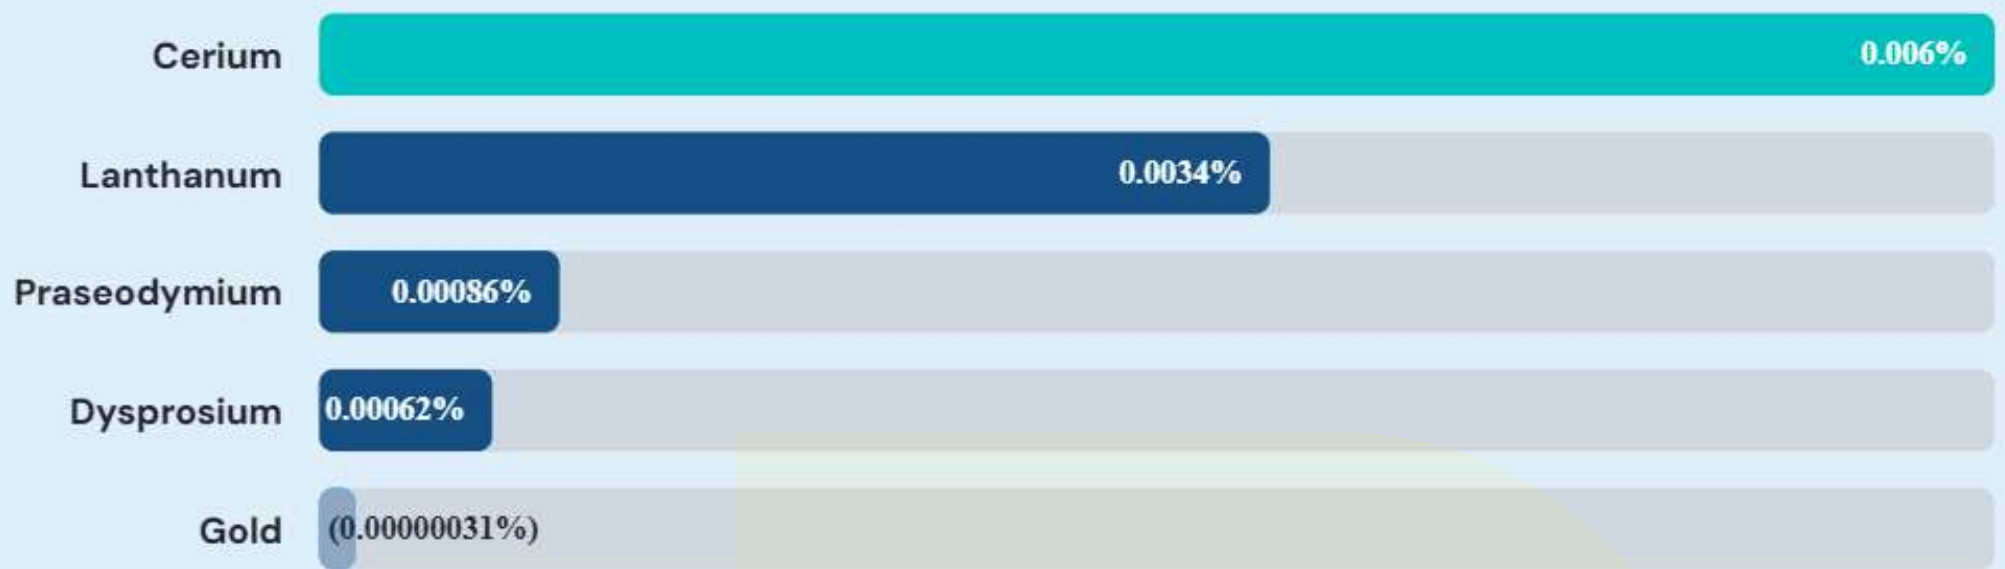 Cerium 0.006%
Lanthanum 0.0034%
Praseodymium 0.00086%
Dysprosium 0.00062%
Gold (0.00000031%)